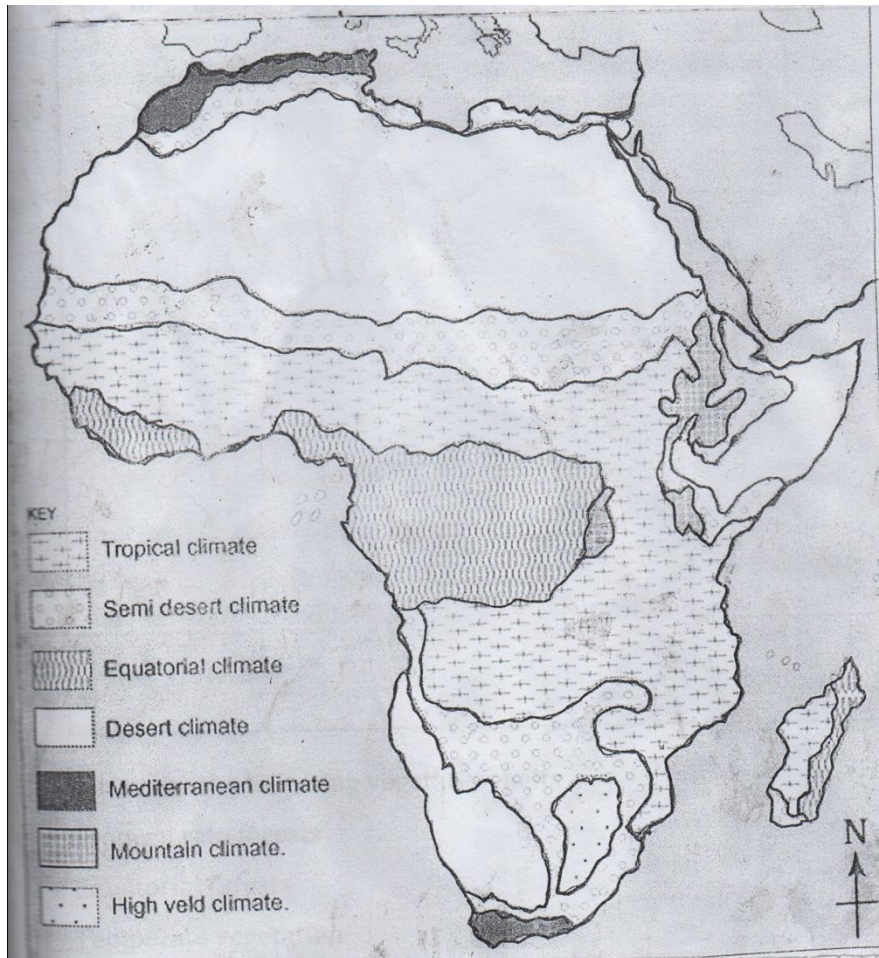 KEY
Tropical climate
Semi desert climate
Equatorial climate
Desert climate
Mediterranean climate
Mountain climate.
High veld climate.
N